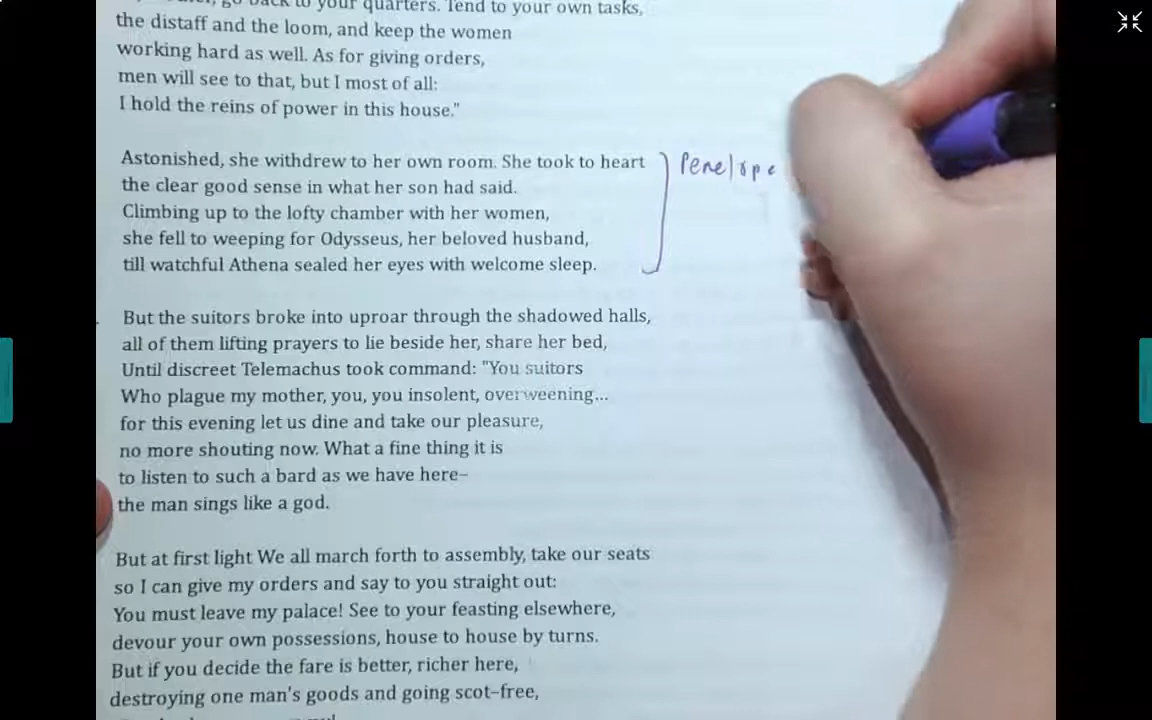 go back to your quarters. Tend to your own tasks,
the distaff and the loom, and keep the women
working hard as well. As for giving orders,
men will see to that, but I most of all:
I hold the reins of power in this house."
Astonished, she withdrew to her own room. She took to heart
the clear good sense in what her son had said.
Climbing up to the lofty chamber with her women,
she fell to weeping for Odysseus, her beloved husband,
till watchful Athena sealed her eyes with welcome sleep.
Penelope
But the suitors broke into uproar through the shadowed halls,
all of them lifting prayers to lie beside her, share her bed,
Until discreet Telemachus took command: "You suitors
Who plague my mother, you, you insolent, overweening...
for this evening let us dine and take our pleasure,
no more shouting now. What a fine thing it is
to listen to such a bard as we have here–
the man sings like a god.
But at first light We all march forth to assembly, take our seats
so I can give my orders and say to you straight out:
You must leave my palace! See to your feasting elsewhere,
devour your own possessions, house to house by turns.
But if you decide the fare is better, richer here,
destroying one man's goods and going scot-free,